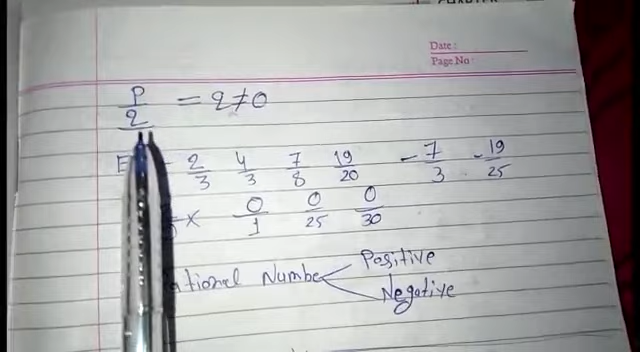 Date:
Page No:
P/q = q≠0
2/3 4/3 7/8 19/20 -7/3 -19/25
× 0/1 0/25 0/30
Positive
Number
Negative